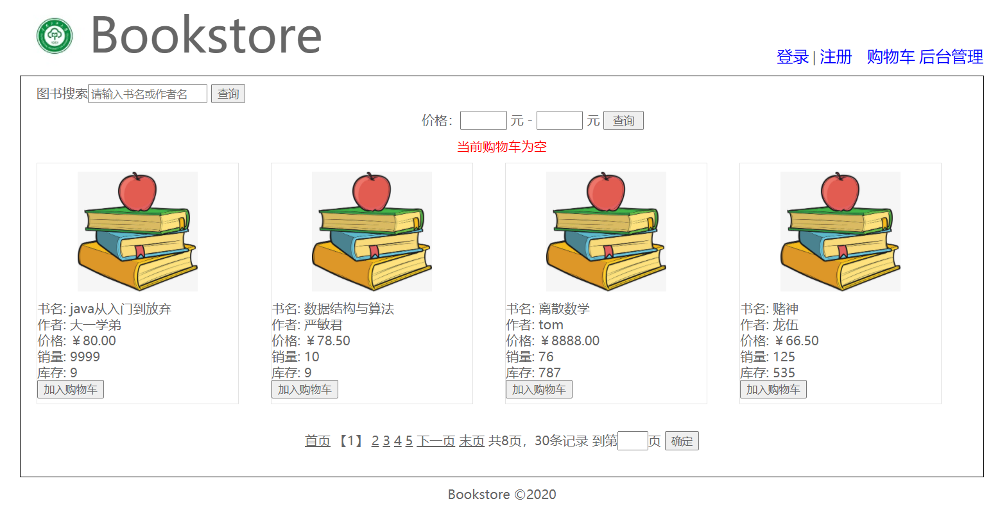 Bookstore
登录 | 注册 购物车 后台管理
图书搜索 请输入书名或作者名 查询
价格： 元 - 元 查询
当前购物车为空
书名: java从入门到放弃
作者: 大一学弟
价格: ￥80.00
销量: 9999
库存: 9
加入购物车
书名: 数据结构与算法
作者: 严敏君
价格: ￥78.50
销量: 10
库存: 9
加入购物车
书名: 离散数学
作者: tom
价格: ￥8888.00
销量: 76
库存: 787
加入购物车
书名: 赌神
作者: 龙伍
价格: ￥66.50
销量: 125
库存: 535
加入购物车
首页 【1】 2 3 4 5 下一页 末页 共8页，30条记录 到第 页 确定
Bookstore ©2020